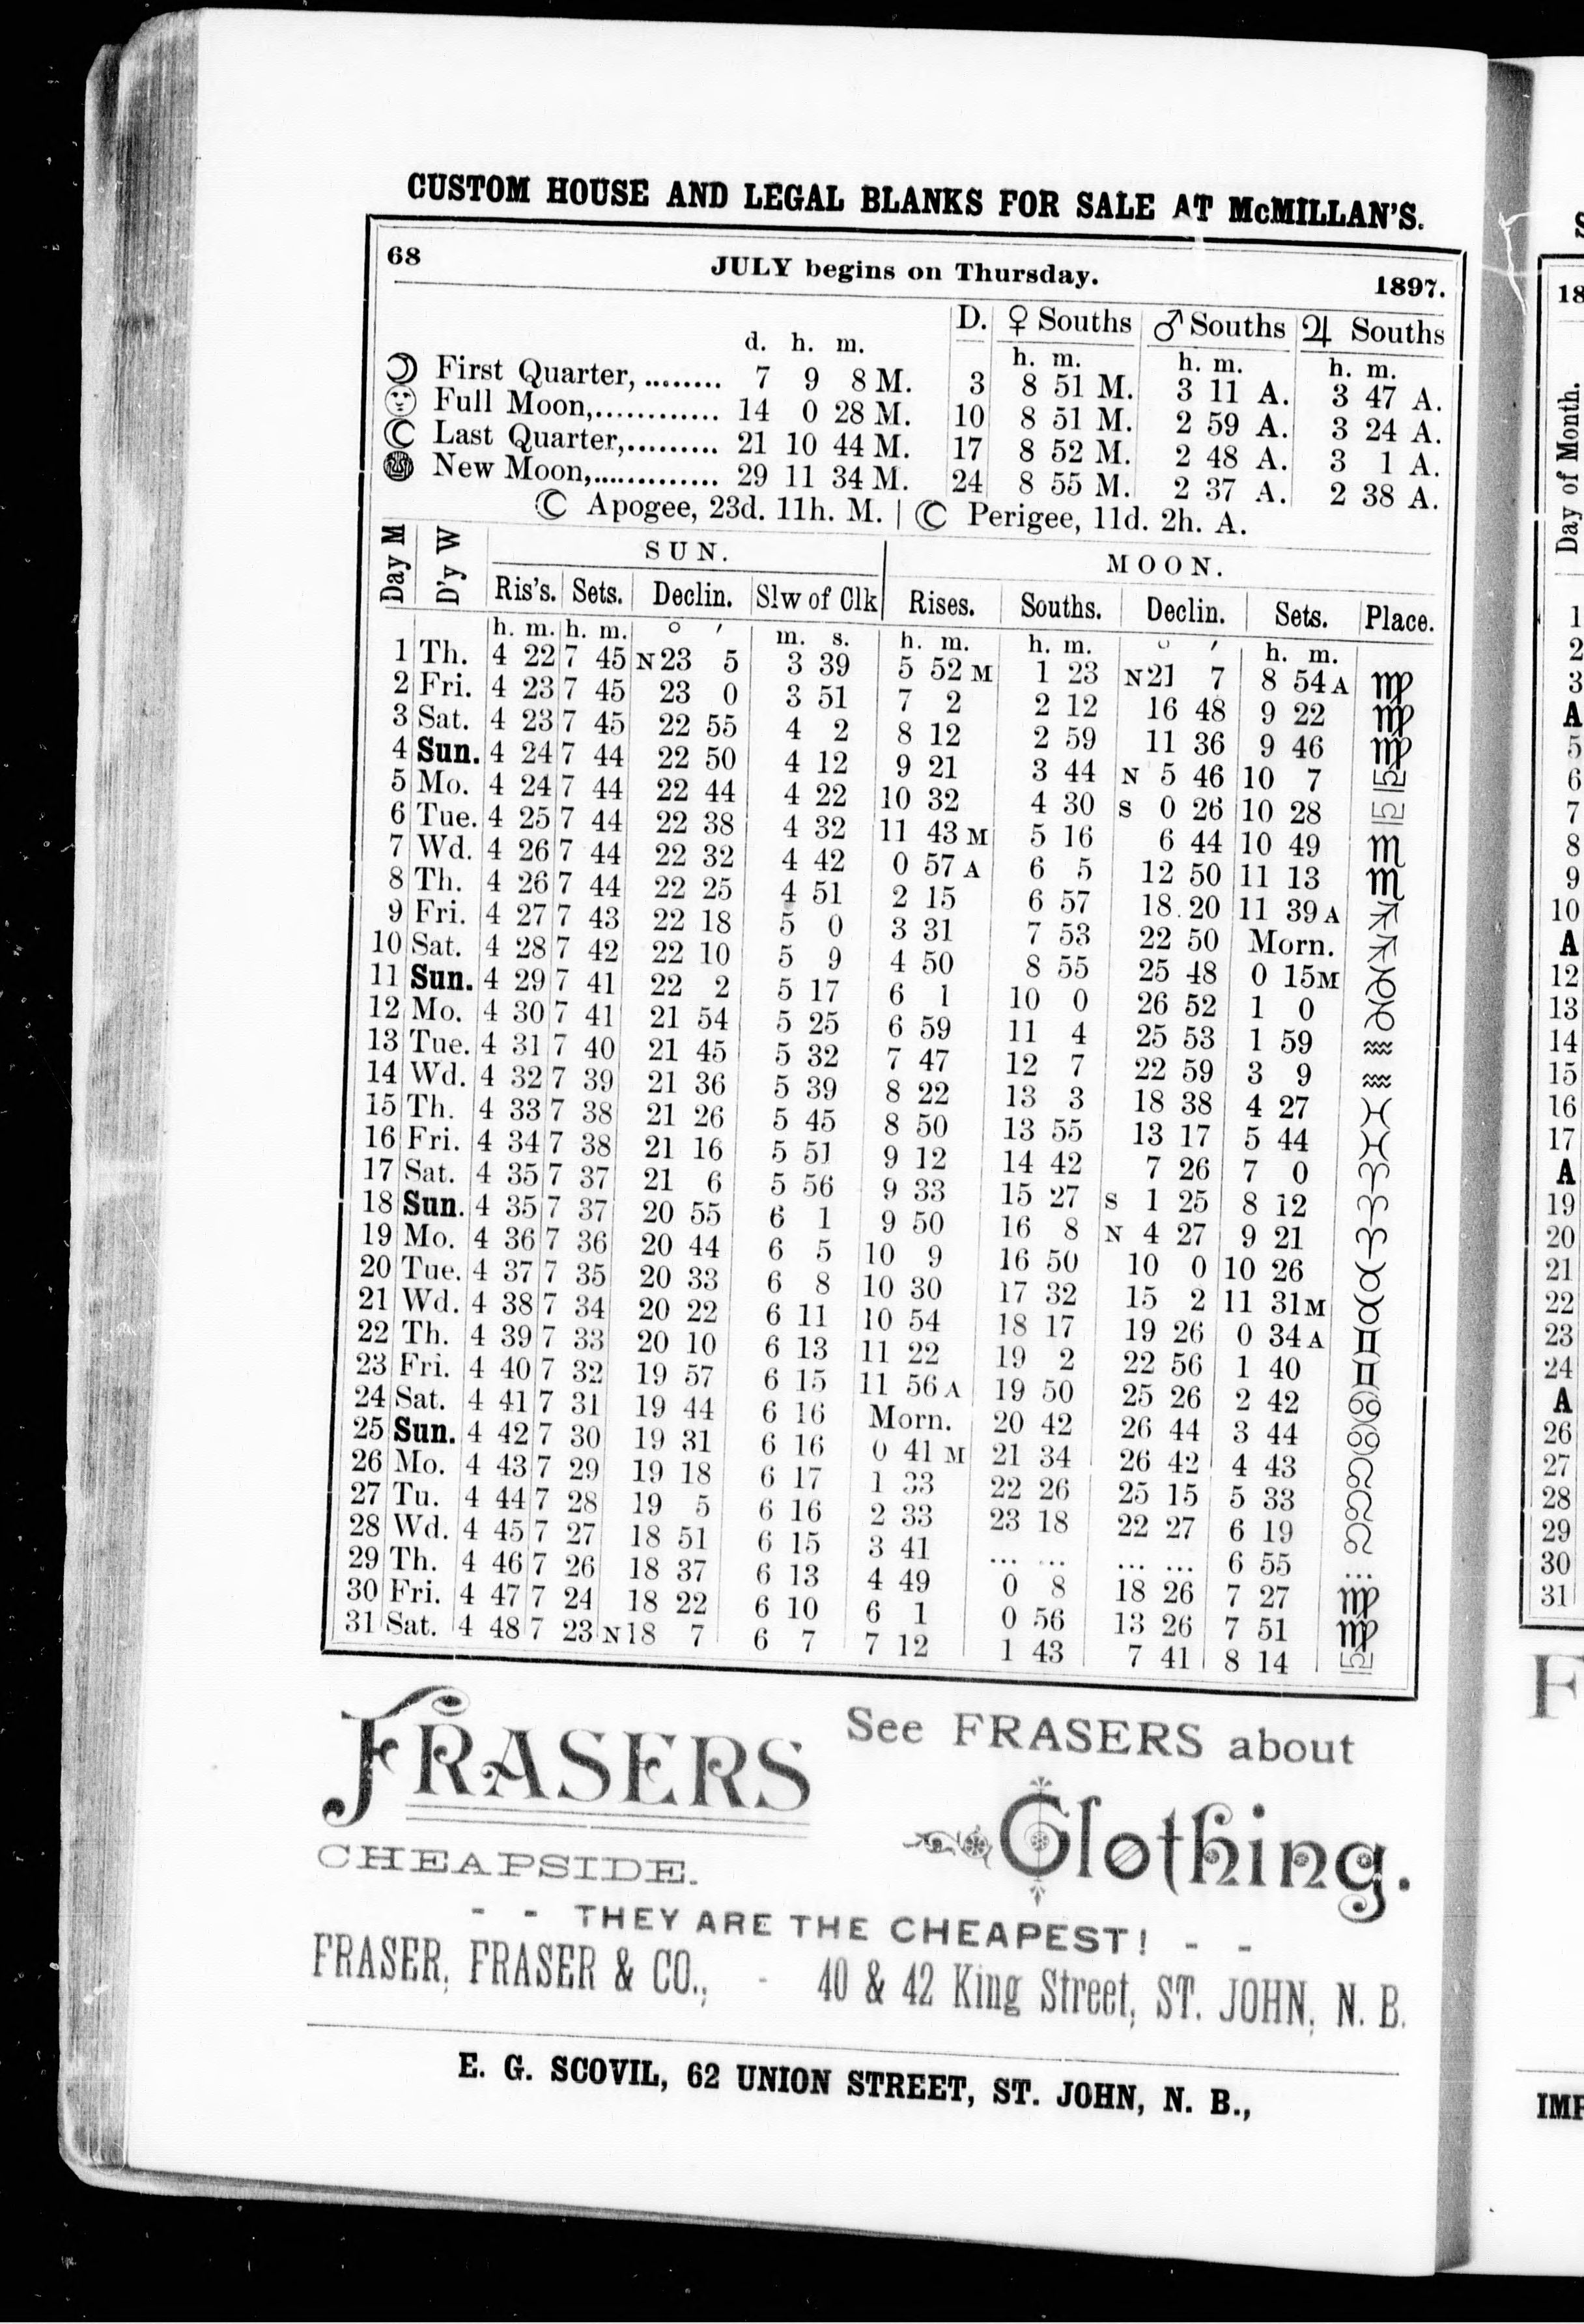 CUSTOM HOUSE AND LEGAL BLANKS FOR SALE AT McMILLAN'S.
68 JULY begins on Thursday. 1897.
d. h. m. D. ♀ Souths ♂ Souths ♃ Souths
h. m. h. m. h. m.
First Quarter, ........ 7 9 8 M. 3 8 51 M. 3 11 A. 3 47 A.
Full Moon,............ 14 0 28 M. 10 8 51 M. 2 59 A. 3 24 A.
Last Quarter,......... 21 10 44 M. 17 8 52 M. 2 48 A. 3 1 A.
New Moon,.............. 29 11 34 M. 24 8 55 M. 2 37 A. 2 38 A.
☾ Apogee, 23d. 11h. M. | ☾ Perigee, 11d. 2h. A.
Day M D'y W SUN. MOON.
Ris's. Sets. Declin. Slw of Clk Rises. Souths. Declin. Sets. Place.
h. m. h. m. ° ′ m. s. h. m. h. m. ° ′ h. m.
1 Th. 4 22 7 45 N23 5 3 39 5 52 M 1 23 N21 7 8 54 A ♍
2 Fri. 4 23 7 45 23 0 3 51 7 2 2 12 16 48 9 22 ♍
3 Sat. 4 23 7 45 22 55 4 2 8 12 2 59 11 36 9 46 ♍
4 Sun. 4 24 7 44 22 50 4 12 9 21 3 44 N 5 46 10 7 ♎
5 Mo. 4 24 7 44 22 44 4 22 10 32 4 30 S 0 26 10 28 ♎
6 Tue. 4 25 7 44 22 38 4 32 11 43 M 5 16 6 44 10 49 ♏
7 Wd. 4 26 7 44 22 32 4 42 0 57 A 6 5 12 50 11 13 ♏
8 Th. 4 26 7 44 22 25 4 51 2 15 6 57 18 20 11 39 A ♐
9 Fri. 4 27 7 43 22 18 5 0 3 31 7 53 22 50 Morn. ♐
10 Sat. 4 28 7 42 22 10 5 9 4 50 8 55 25 48 0 15 M ♑
11 Sun. 4 29 7 41 22 2 5 17 6 1 10 0 26 52 1 0 ♑
12 Mo. 4 30 7 41 21 54 5 25 6 59 11 4 25 53 1 59 ♒
13 Tue. 4 31 7 40 21 45 5 32 7 47 12 7 22 59 3 9 ♒
14 Wd. 4 32 7 39 21 36 5 39 8 22 13 3 18 38 4 27 ♓
15 Th. 4 33 7 38 21 26 5 45 8 50 13 55 13 17 5 44 ♓
16 Fri. 4 34 7 38 21 16 5 51 9 12 14 42 7 26 7 0 ♈
17 Sat. 4 35 7 37 21 6 5 56 9 33 15 27 S 1 25 8 12 ♈
18 Sun. 4 35 7 37 20 55 6 1 9 50 16 8 N 4 27 9 21 ♈
19 Mo. 4 36 7 36 20 44 6 5 10 9 16 50 10 0 10 26 ♉
20 Tue. 4 37 7 35 20 33 6 8 10 30 17 32 15 2 11 31 M ♉
21 Wd. 4 38 7 34 20 22 6 11 10 54 18 17 19 26 0 34 A ♊
22 Th. 4 39 7 33 20 10 6 13 11 22 19 2 22 56 1 40 ♊
23 Fri. 4 40 7 32 19 57 6 15 11 56 A 19 50 25 26 2 42 ♋
24 Sat. 4 41 7 31 19 44 6 16 Morn. 20 42 26 44 3 44 ♋
25 Sun. 4 42 7 30 19 31 6 16 0 41 M 21 34 26 42 4 43 ♌
26 Mo. 4 43 7 29 19 18 6 17 1 33 22 26 25 15 5 33 ♌
27 Tu. 4 44 7 28 19 5 6 16 2 33 23 18 22 27 6 19 ♌
28 Wd. 4 45 7 27 18 51 6 15 3 41 ... ... ... ... 6 55 ...
29 Th. 4 46 7 26 18 37 6 13 4 49 0 8 18 26 7 27 ♍
30 Fri. 4 47 7 24 18 22 6 10 6 1 0 56 13 26 7 51 ♍
31 Sat. 4 48 7 23 N18 7 6 7 7 12 1 43 7 41 8 14 ♎
FRASERS
CHEAPSIDE.
See FRASERS about
Clothing.
- - THEY ARE THE CHEAPEST! - -
FRASER, FRASER & CO., - 40 & 42 King Street, ST. JOHN, N. B.
E. G. SCOVIL, 62 UNION STREET, ST. JOHN, N. B.,
18
Day of Month.
1
2
3
A
5
6
7
8
9
10
A
12
13
14
15
16
17
A
19
20
21
22
23
24
A
26
27
28
29
30
31
F